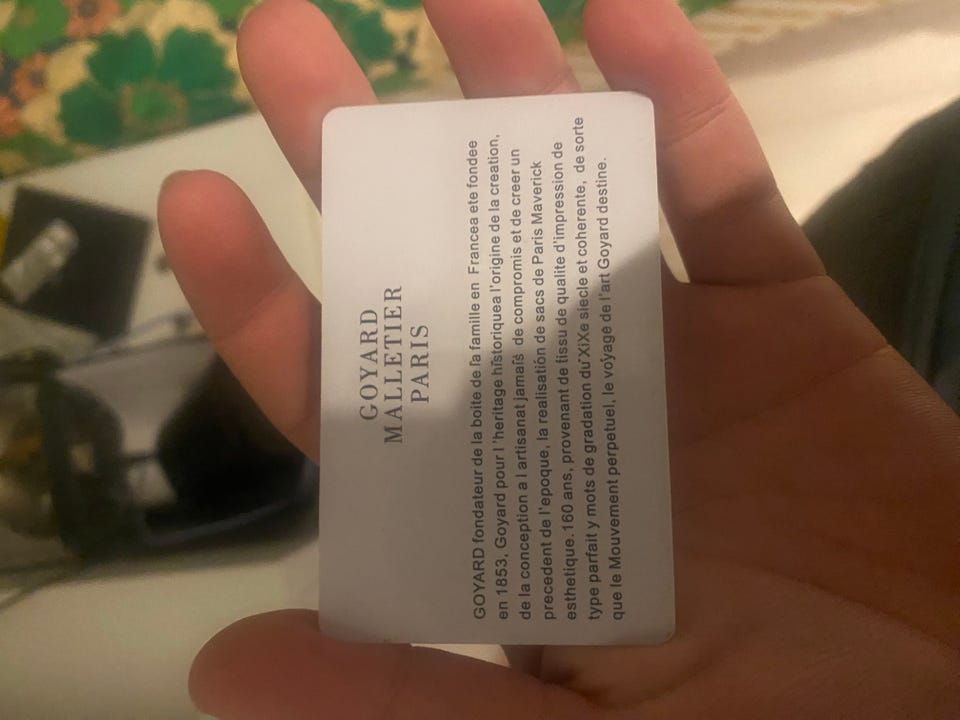 GOYARD
MALLETIER
PARIS
GOYARD fondateur de la boite de la famille en Francea ete fondee
en 1853, Goyard pour l'heritage historiquea l'origine de la creation,
de la conception a l artisanat jamais de compromis et de creer un
precedent de l'epoque, la realisation de sacs de Paris Maverick
esthetique.160 ans, provenant de tissu de qualite d'impression de
type parfait y mots de gradation du XiXe siecle et coherente, de sorte
que le Mouvement perpetuel, le voyage de l'art Goyard destine.